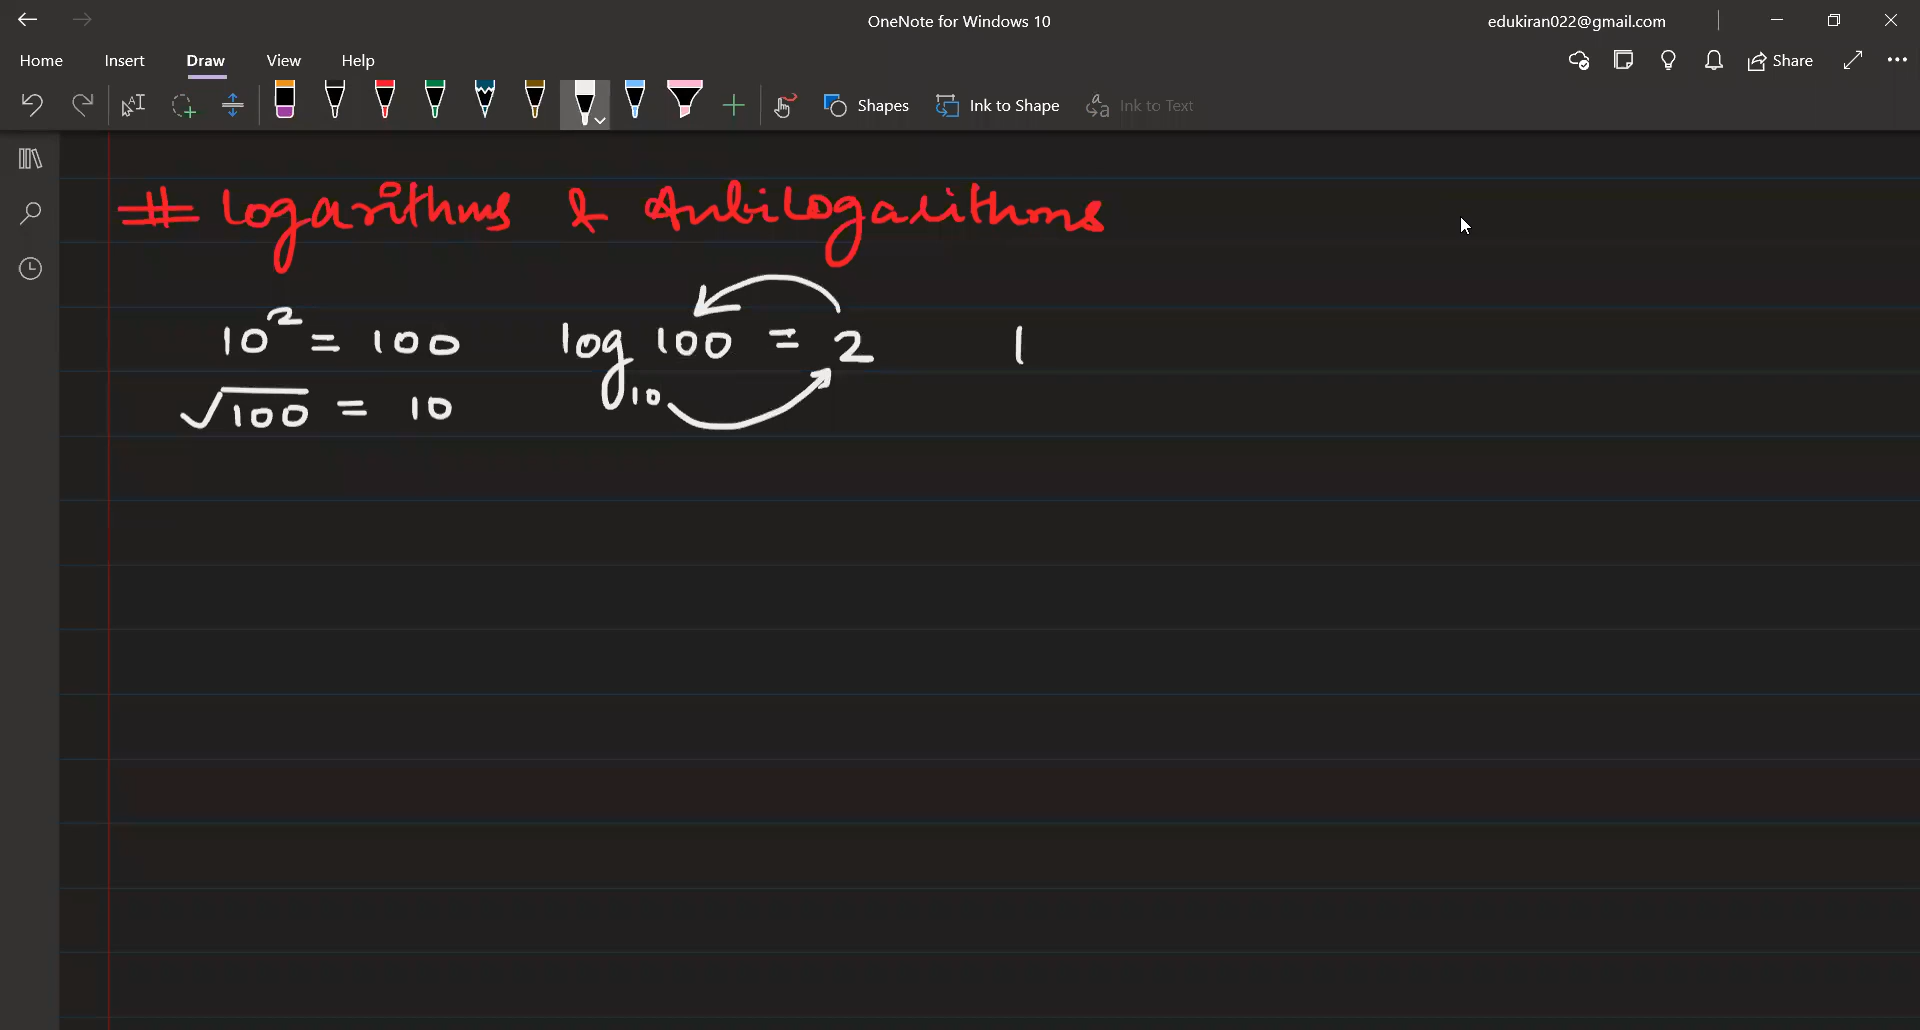 OneNote for Windows 10 edukiran022@gmail.com
Home Insert Draw View Help Share
Shapes Ink to Shape Ink to Text
# Logarithms & Antilogarithms
10² = 100 log₁₀ 100 = 2 1
√100 = 10